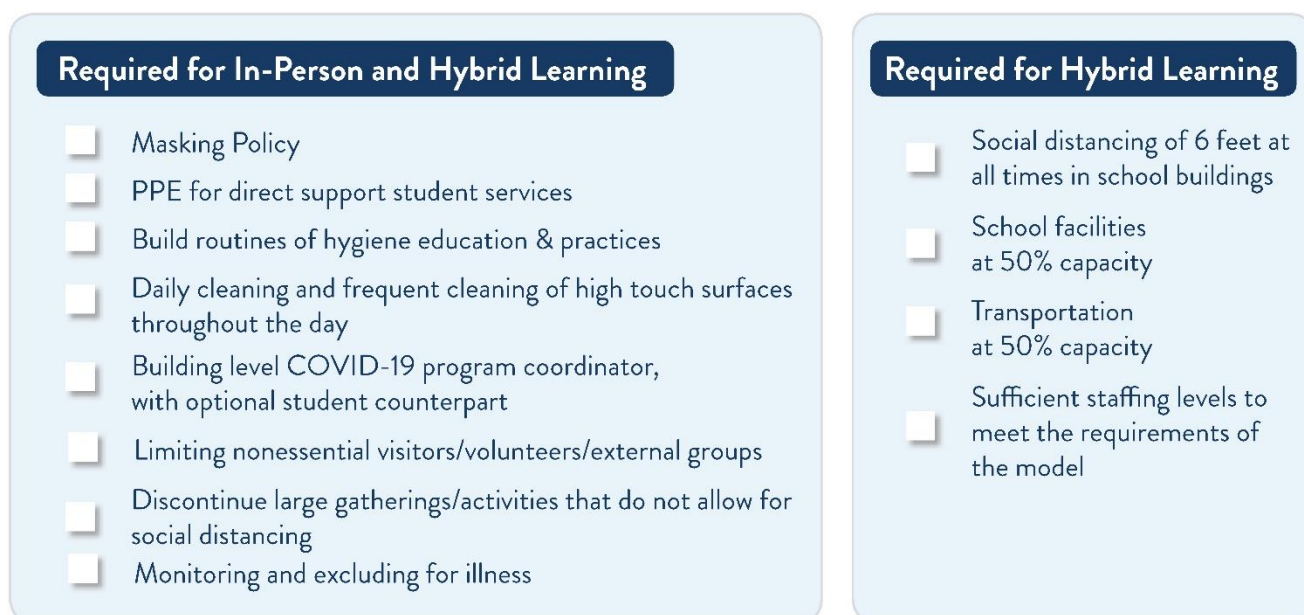 Required for In-Person and Hybrid Learning
Masking Policy
PPE for direct support student services
Build routines of hygiene education & practices
Daily cleaning and frequent cleaning of high touch surfaces
throughout the day
Building level COVID-19 program coordinator,
with optional student counterpart
Limiting nonessential visitors/volunteers/external groups
Discontinue large gatherings/activities that do not allow for
social distancing
Monitoring and excluding for illness
Required for Hybrid Learning
Social distancing of 6 feet at
all times in school buildings
School facilities
at 50% capacity
Transportation
at 50% capacity
Sufficient staffing levels to
meet the requirements of
the model